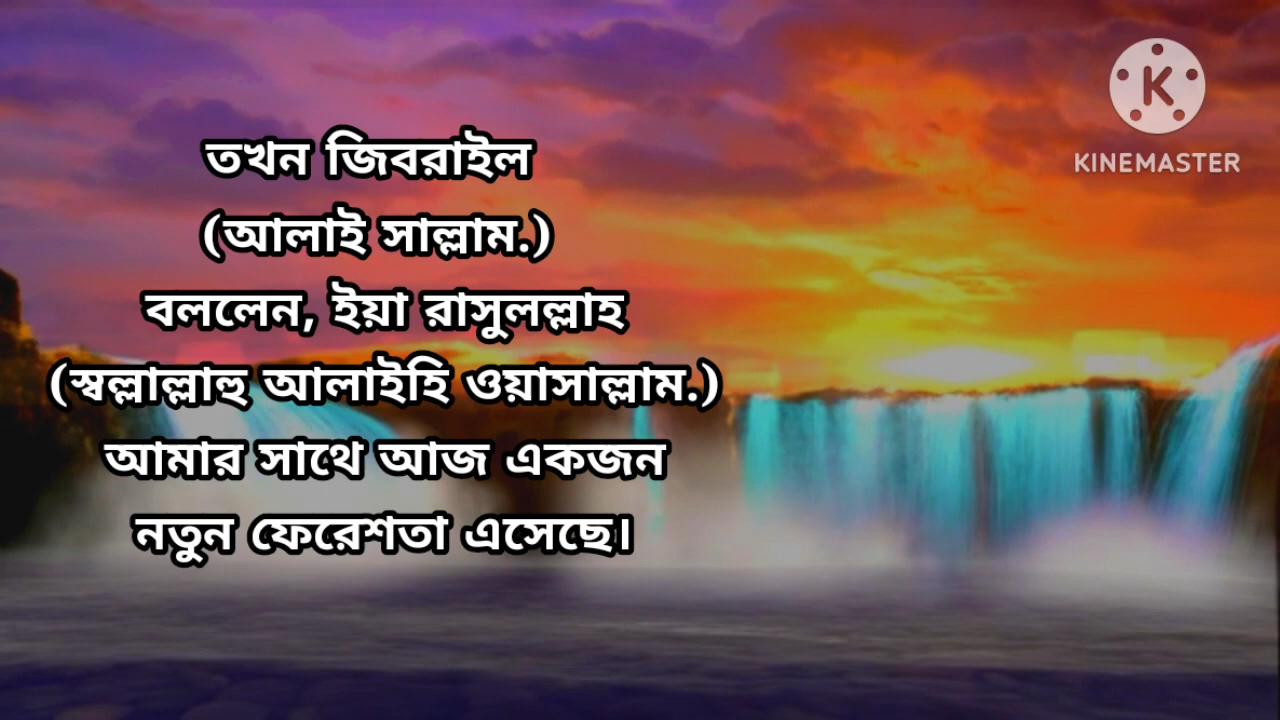 তখন জিবরাইল
(আলাই সাল্লাম.)
বললেন, ইয়া রাসুলল্লাহ
(স্বল্লাল্লাহু আলাইহি ওয়াসাল্লাম.)
আমার সাথে আজ একজন
নতুন ফেরেশতা এসেছে।
K
KINEMASTER